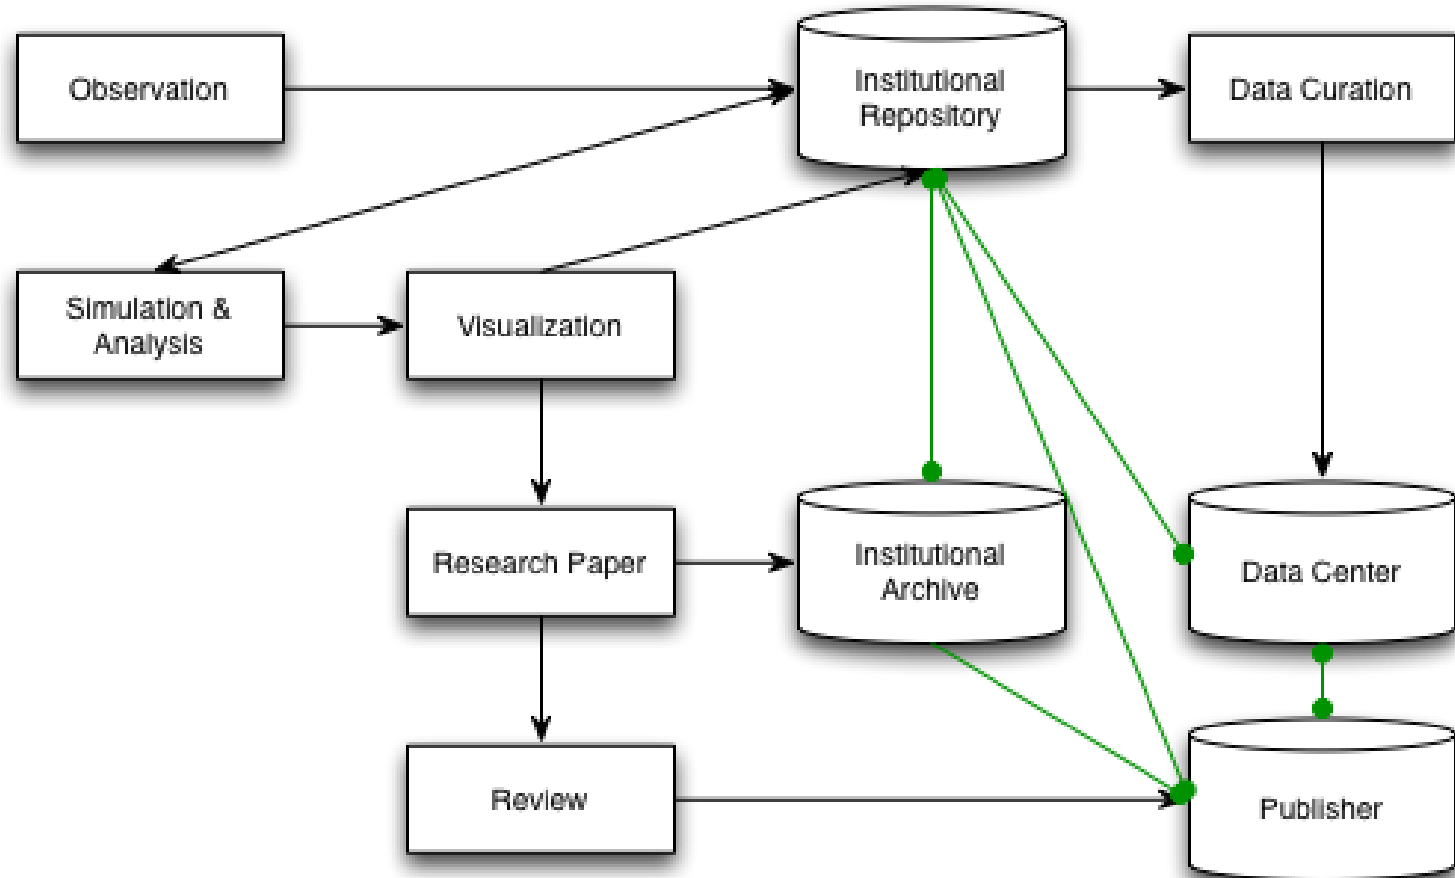 Observation
Institutional
Repository
Data Curation
Simulation &
Analysis
Visualization
Research Paper
Institutional
Archive
Data Center
Review
Publisher